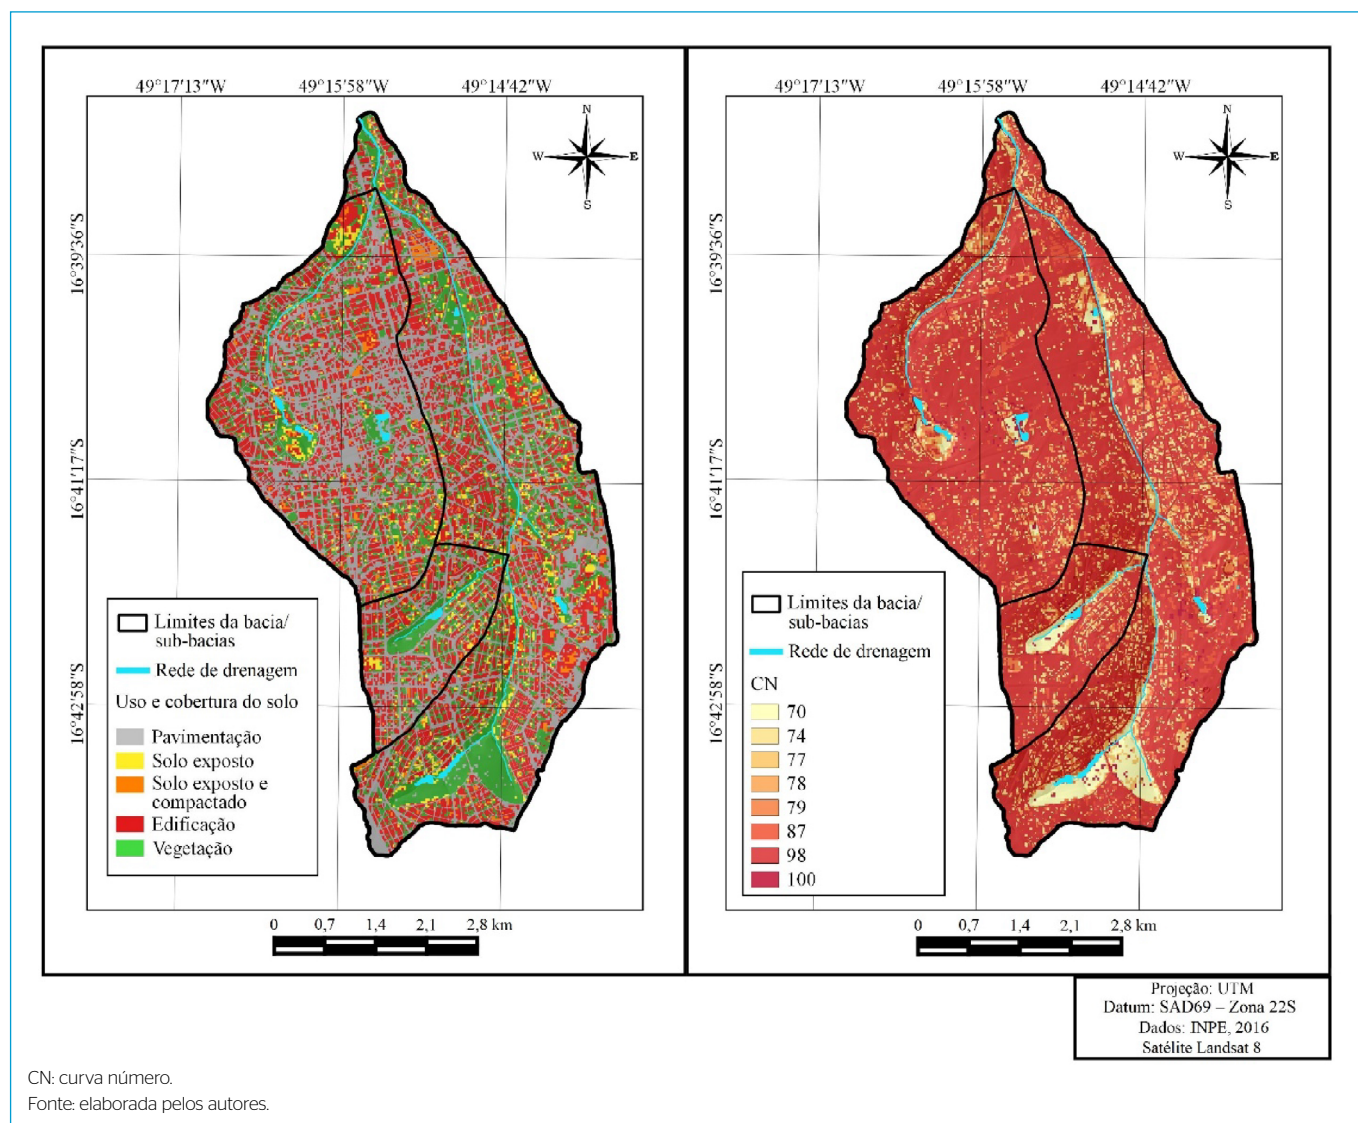 49°17'13"W 49°15'58"W 49°14'42"W
N
W E
S
16°39'36"S
16°41'17"S
16°42'58"S
Limites da bacia/
sub-bacias
Rede de drenagem
Uso e cobertura do solo
Pavimentação
Solo exposto
Solo exposto e
compactado
Edificação
Vegetação
0 0,7 1,4 2,1 2,8 km
49°17'13"W 49°15'58"W 49°14'42"W
N
W E
S
16°39'36"S
16°41'17"S
16°42'58"S
Limites da bacia/
sub-bacias
Rede de drenagem
CN
70
74
77
78
79
87
98
100
0 0,7 1,4 2,1 2,8 km
Projeção: UTM
Datum: SAD69 – Zona 22S
Dados: INPE, 2016
Satélite Landsat 8
CN: curva número.
Fonte: elaborada pelos autores.